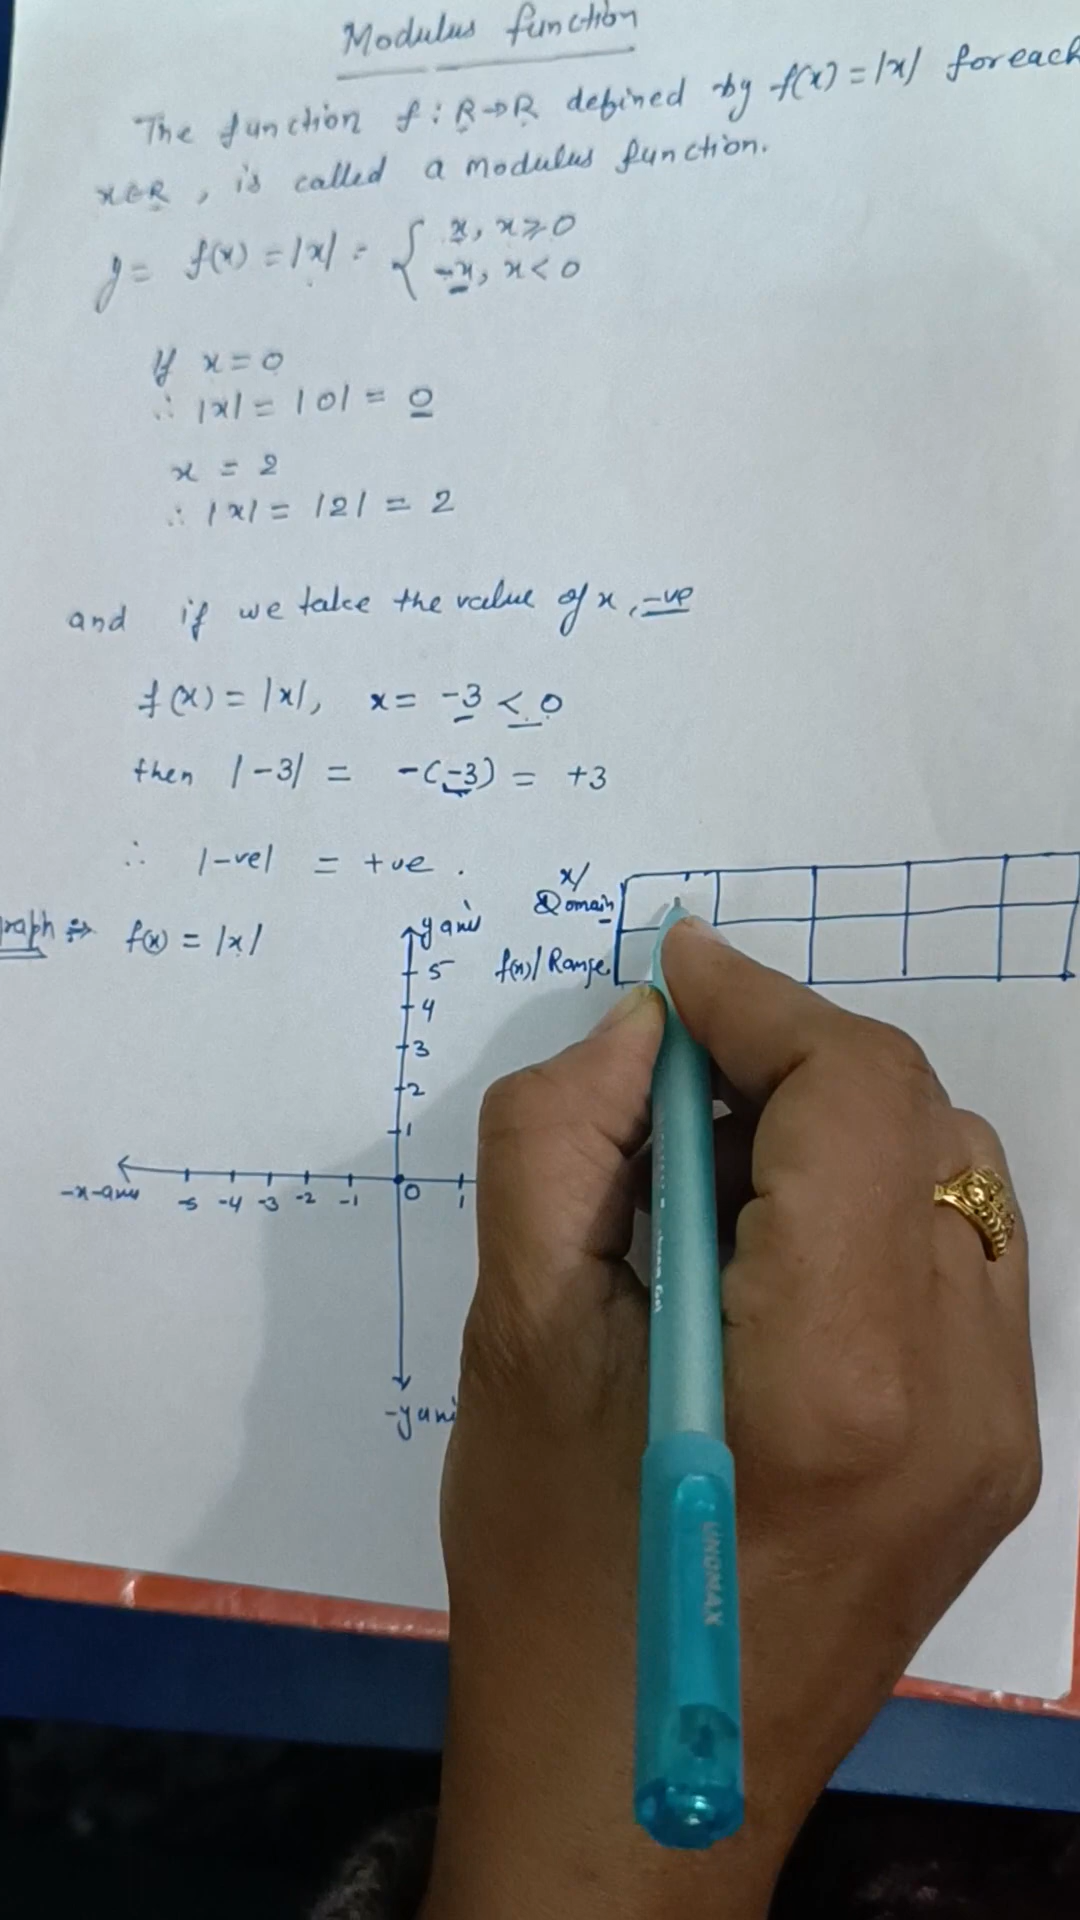 Modulus function
The function f : R→R defined by f(x) = |x| for each
x∈R, is called a modulus function.
y = f(x) = |x| = { x, x ≥ 0
-x, x < 0
If x = 0
∴ |x| = |0| = 0
x = 2
∴ |x| = |2| = 2
and if we take the value of x, -ve
f(x) = |x|, x = -3 < 0
then |-3| = -(-3) = +3
∴ |-ve| = +ve .
x/
Domain
raph ⇒ f(x) = |x|
y axis
f(x)/Range
5
4
3
2
1
-x-axis -5 -4 -3 -2 -1 0 1
-y axi
UNOMAX